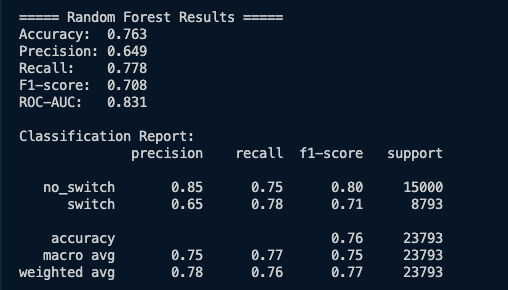 ===== Random Forest Results =====
Accuracy:  0.763
Precision: 0.649
Recall:    0.778
F1-score:  0.708
ROC-AUC:   0.831

Classification Report:
              precision    recall  f1-score   support

   no_switch       0.85      0.75      0.80     15000
      switch       0.65      0.78      0.71      8793

    accuracy                           0.76     23793
   macro avg       0.75      0.77      0.75     23793
weighted avg       0.78      0.76      0.77     23793